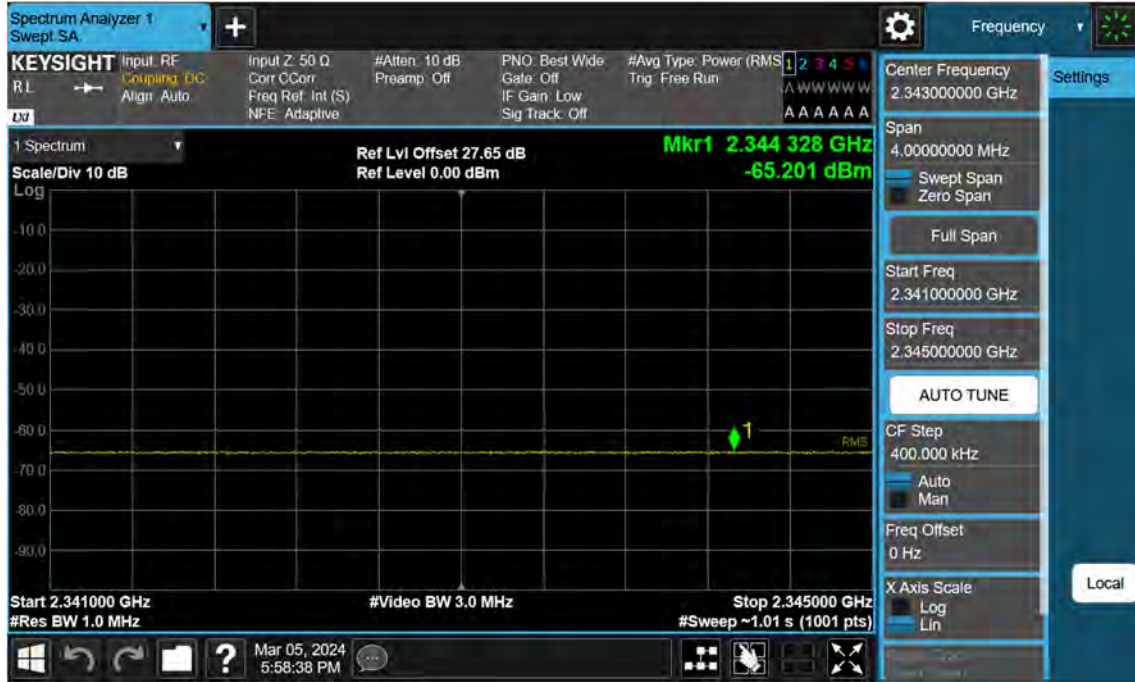 Spectrum Analyzer 1
Swept SA
+
Frequency
KEYSIGHT
RL
LXI
Input: RF
Coupling: DC
Align: Auto
Input Z: 50 Ω
Corr CCorr
Freq Ref: Int (S)
NFE: Adaptive
#Atten: 10 dB
Preamp: Off
PNO: Best Wide
Gate: Off
IF Gain: Low
Sig Track: Off
#Avg Type: Power (RMS
Trig: Free Run
1 2 3 4 5 6
A W W W W W
A A A A A A
1 Spectrum
Scale/Div 10 dB
Log
Ref Lvl Offset 27.65 dB
Ref Level 0.00 dBm
Mkr1 2.344 328 GHz
-65.201 dBm
-10.0
-20.0
-30.0
-40.0
-50.0
-60.0
-70.0
-80.0
-90.0
1
RMS
Start 2.341000 GHz
#Res BW 1.0 MHz
#Video BW 3.0 MHz
Stop 2.345000 GHz
#Sweep ~1.01 s (1001 pts)
Center Frequency
2.343000000 GHz
Span
4.00000000 MHz
Swept Span
Zero Span
Full Span
Start Freq
2.341000000 GHz
Stop Freq
2.345000000 GHz
AUTO TUNE
CF Step
400.000 kHz
Auto
Man
Freq Offset
0 Hz
X Axis Scale
Log
Lin
Settings
Local
?
Mar 05, 2024
5:58:38 PM